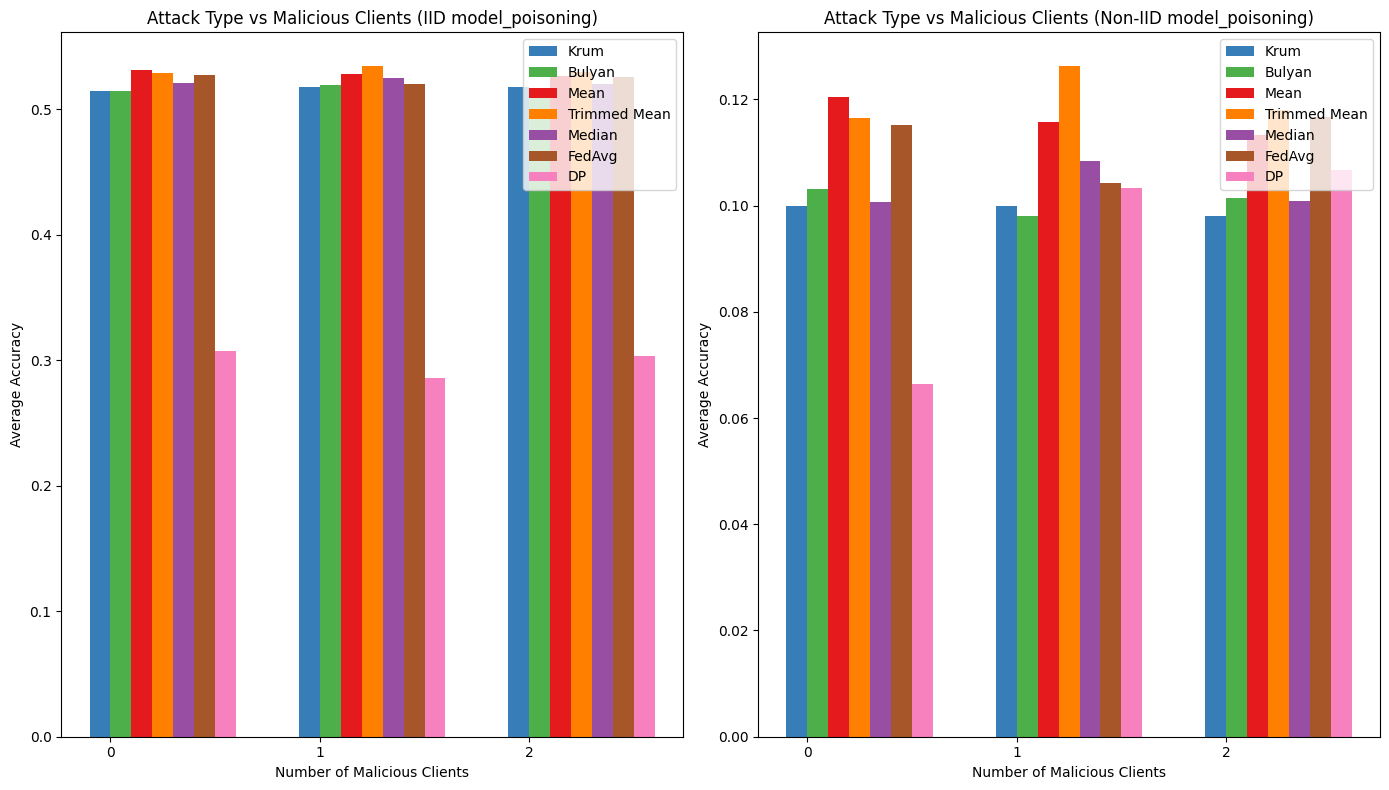 Attack Type vs Malicious Clients (IID model_poisoning)
Krum
Bulyan
Mean
Trimmed Mean
Median
FedAvg
DP
0.5
0.4
0.3
0.2
0.1
0.0
Average Accuracy
0
1
2
Number of Malicious Clients
Attack Type vs Malicious Clients (Non-IID model_poisoning)
Krum
Bulyan
Mean
Trimmed Mean
Median
FedAvg
DP
0.12
0.10
0.08
0.06
0.04
0.02
0.00
Average Accuracy
0
1
2
Number of Malicious Clients